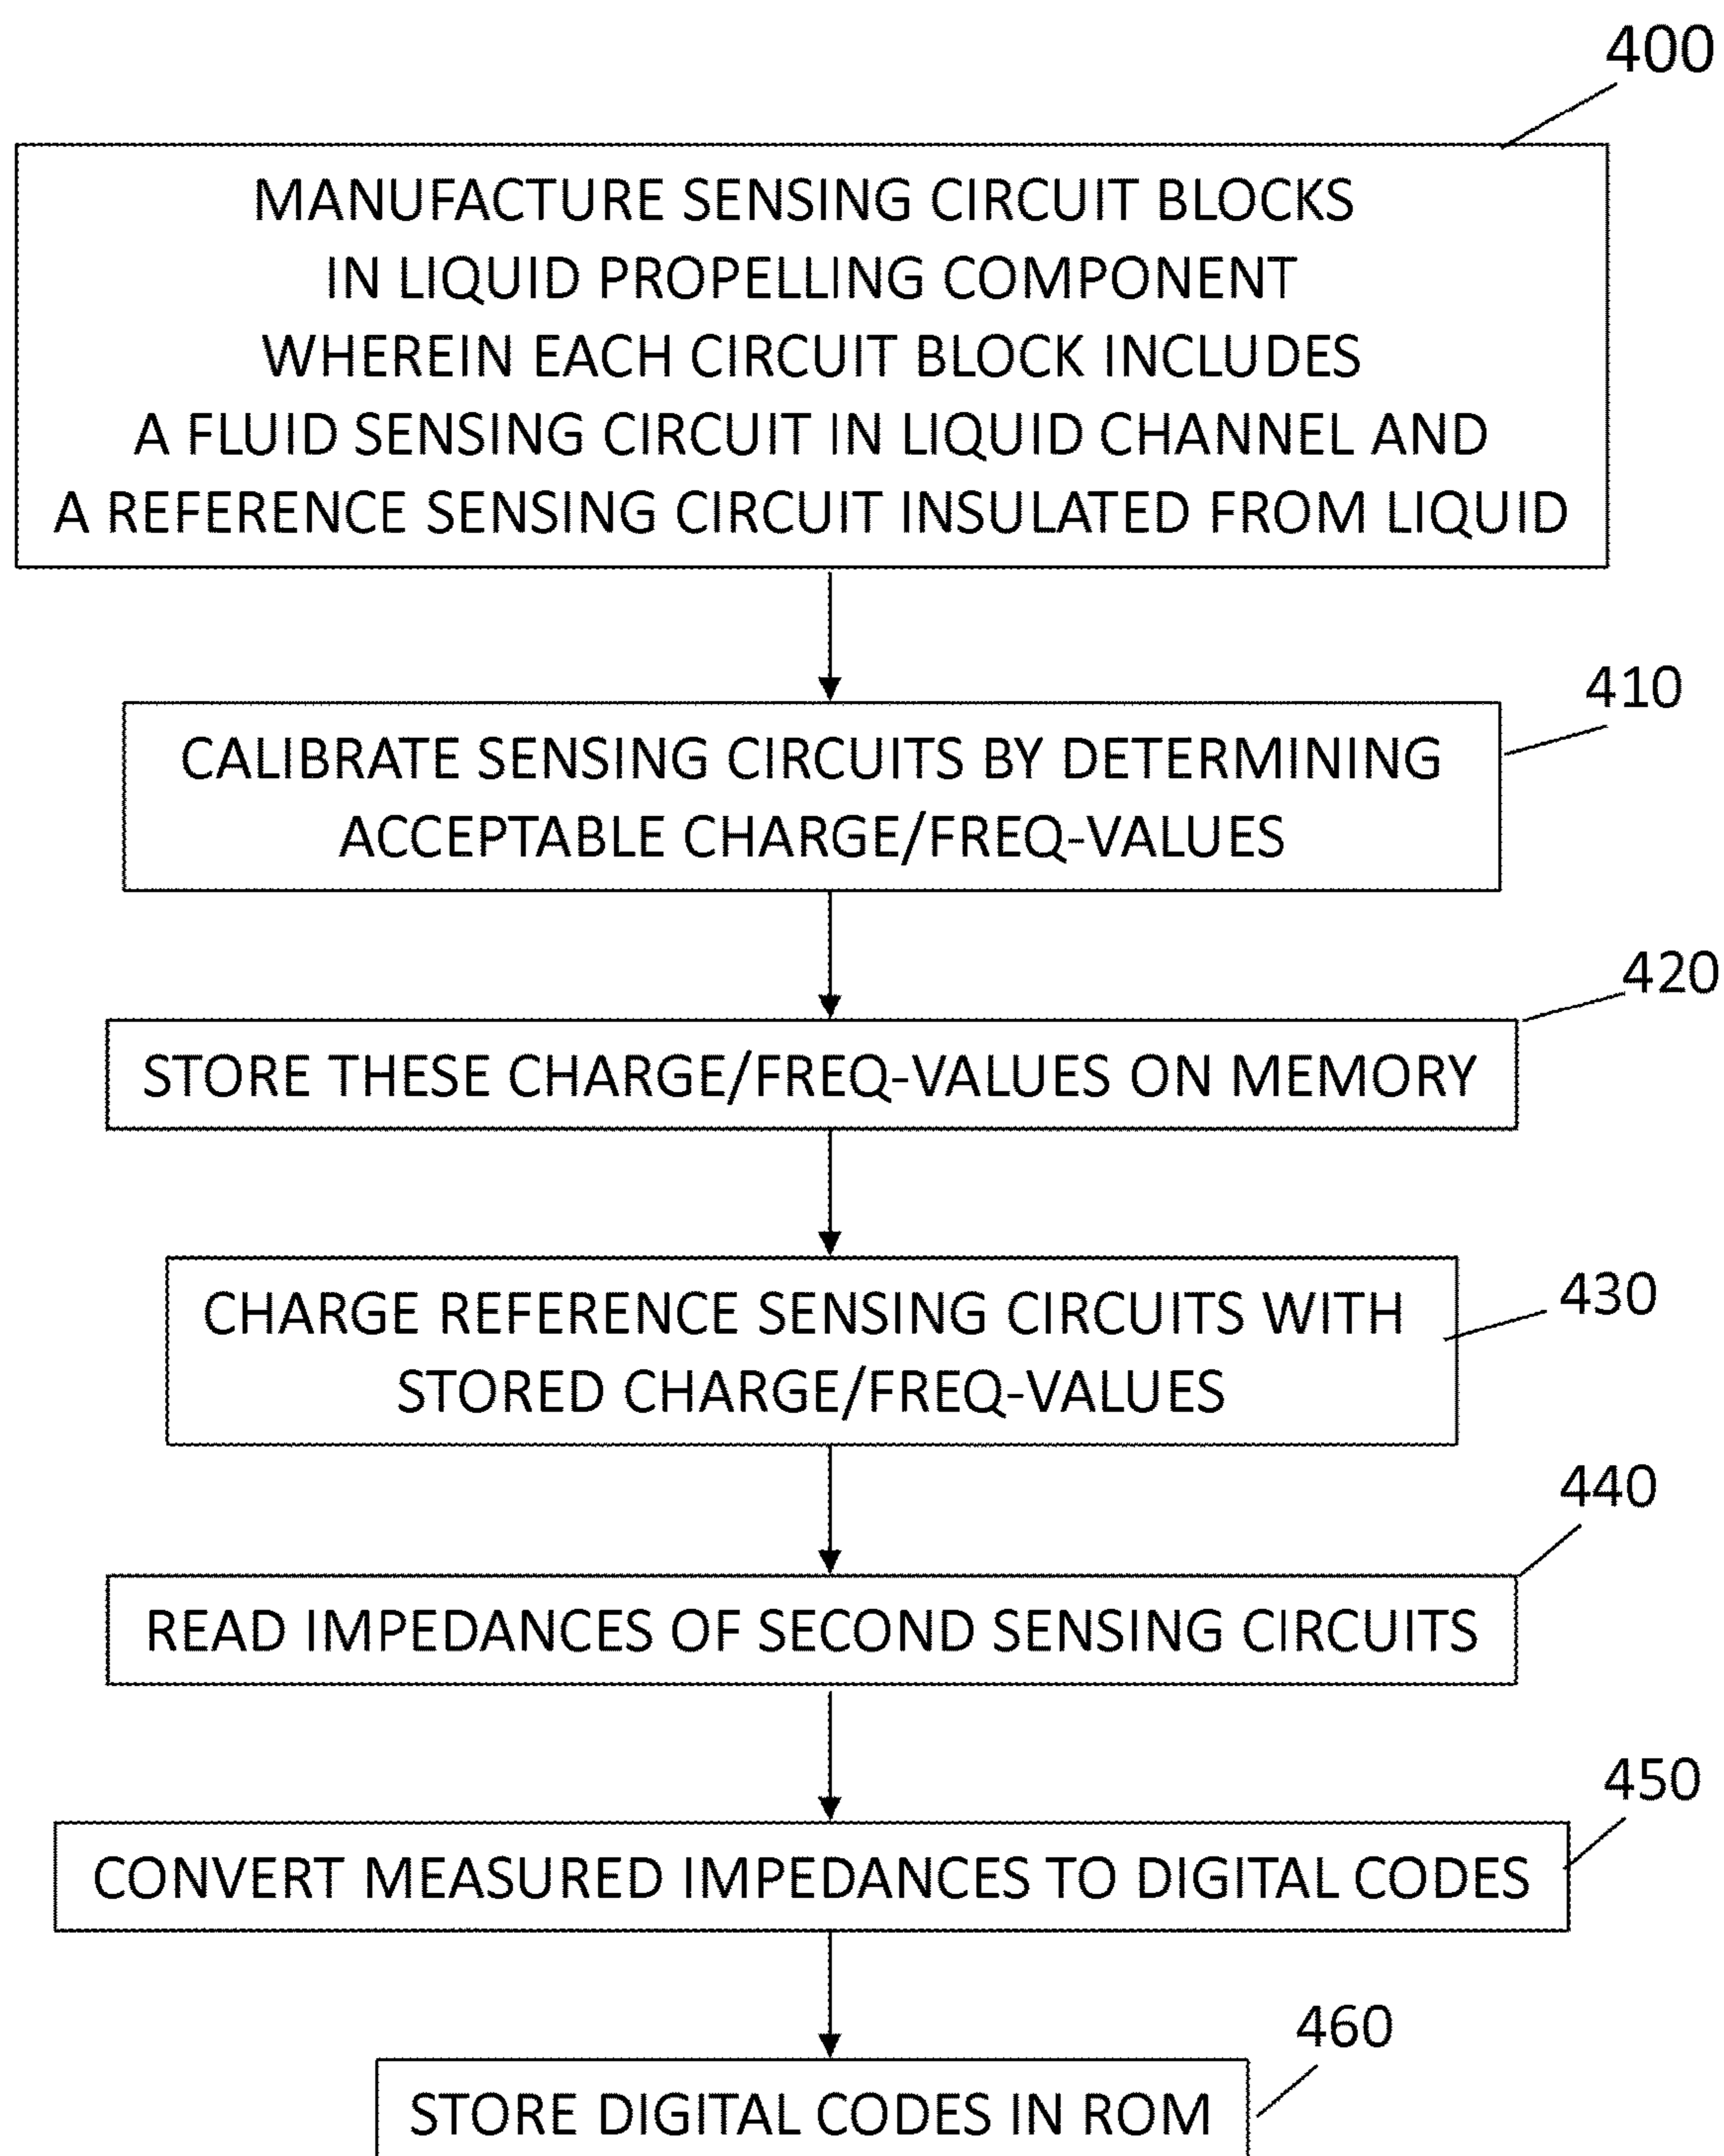 400
MANUFACTURE SENSING CIRCUIT BLOCKS
IN LIQUID PROPELLING COMPONENT
WHEREIN EACH CIRCUIT BLOCK INCLUDES
A FLUID SENSING CIRCUIT IN LIQUID CHANNEL AND
A REFERENCE SENSING CIRCUIT INSULATED FROM LIQUID
410
CALIBRATE SENSING CIRCUITS BY DETERMINING
ACCEPTABLE CHARGE/FREQ-VALUES
420
STORE THESE CHARGE/FREQ-VALUES ON MEMORY
430
CHARGE REFERENCE SENSING CIRCUITS WITH
STORED CHARGE/FREQ-VALUES
440
READ IMPEDANCES OF SECOND SENSING CIRCUITS
450
CONVERT MEASURED IMPEDANCES TO DIGITAL CODES
460
STORE DIGITAL CODES IN ROM